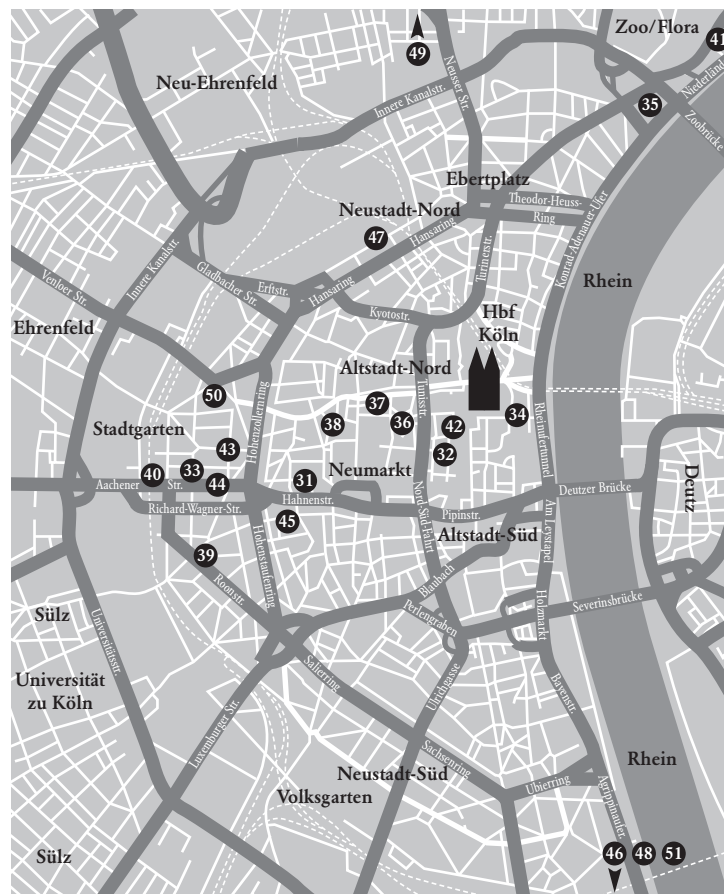 Zoo/Flora
41
49
Neu-Ehrenfeld
Neusser Str.
Niederländ
Innere Kanalstr.
35
Zoobrücke
Ebertplatz
Theodor-Heuss-
Ring
Neustadt-Nord
47
Hansaring
Konrad-Adenauer-Ufer
Turinerstr.
Innere Kanalstr.
Gladbacher Str.
Erftstr.
Hansaring
Rhein
Venloer Str.
Kyotostr.
Hbf
Köln
Ehrenfeld
Altstadt-Nord
Tunisstr.
50
Hohenzollernring
37
34
36
42
38
Rheinufertunnel
Stadtgarten
43
32
Neumarkt
40
33
44
31
Deutz
Aachener
Str.
Hahnenstr.
Nord-Süd-Fahrt
Deutzer Brücke
Richard-Wagner-Str.
45
Pipinstr.
Am Leystapel
Altstadt-Süd
39
Hohenstaufenring
Roonstr.
Blaubach
Perlengraben
Holzmarkt
Severinsbrücke
Sülz
Universitätsstr.
Universität
zu Köln
Salierring
Ulrichgasse
Bayenstr.
Luxemburger Str.
Sachsenring
Neustadt-Süd
Rhein
Volksgarten
Ubierring
Agrippinaufer.
Sülz
46
48
51